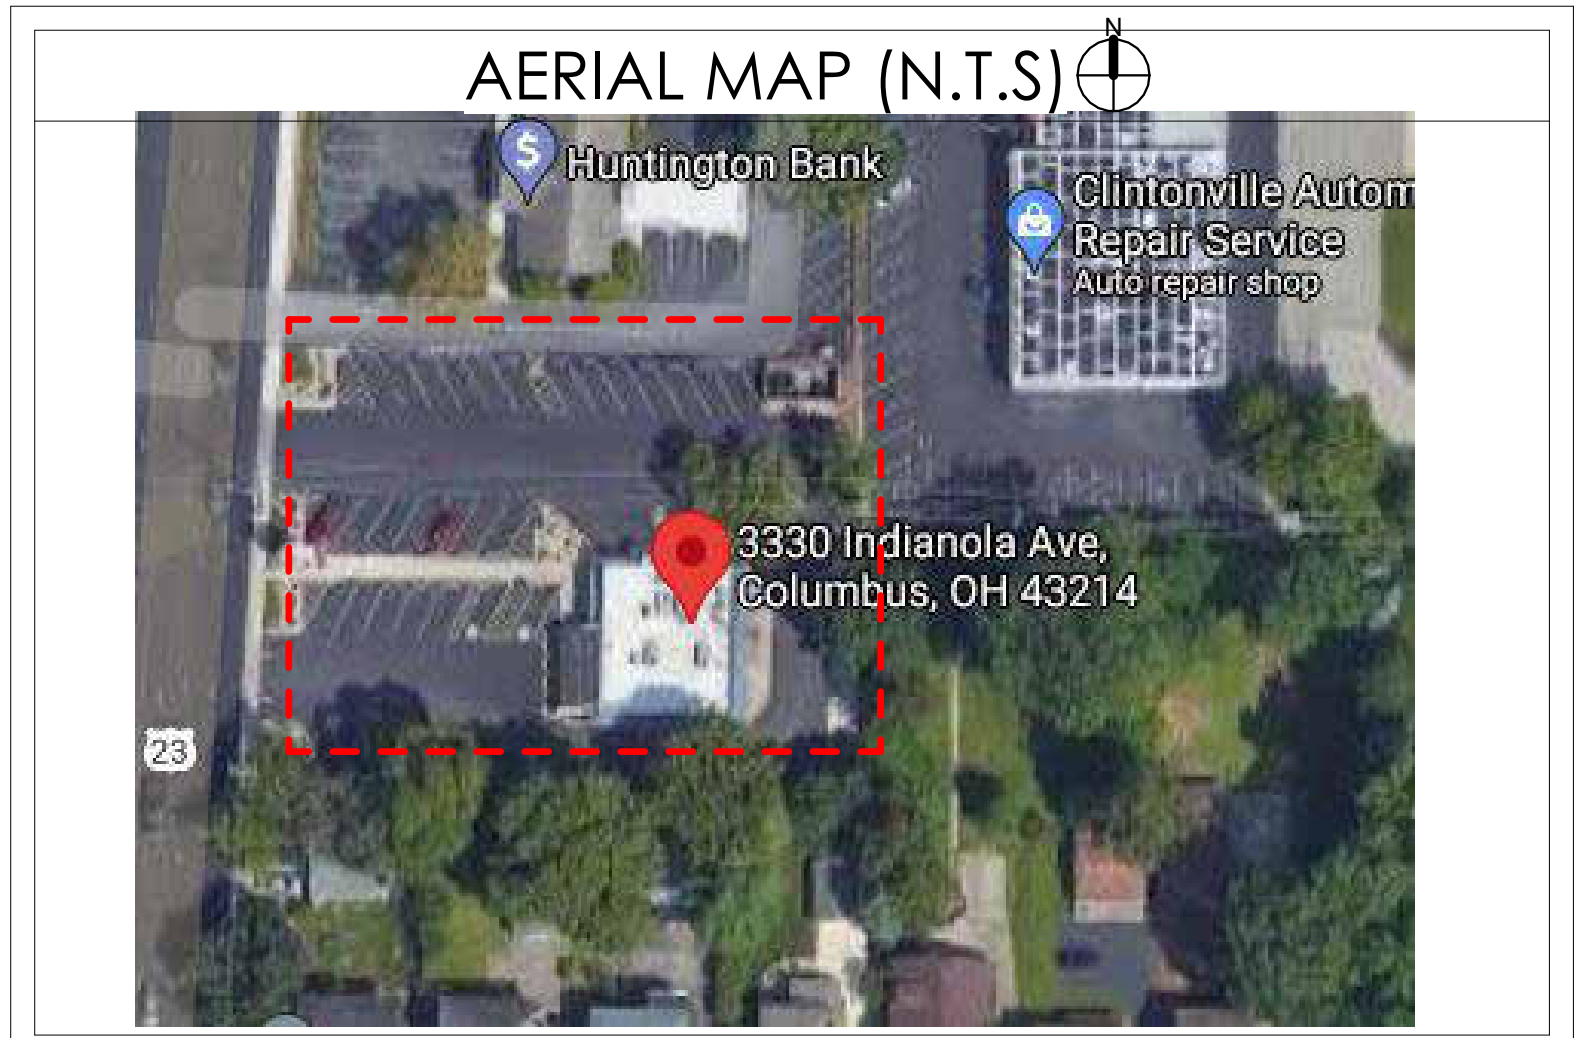 N
AERIAL MAP (N.T.S)
$
Huntington Bank
Clintonville Autom
Repair Service
Auto repair shop
3330 Indianola Ave,
Columbus, OH 43214
23